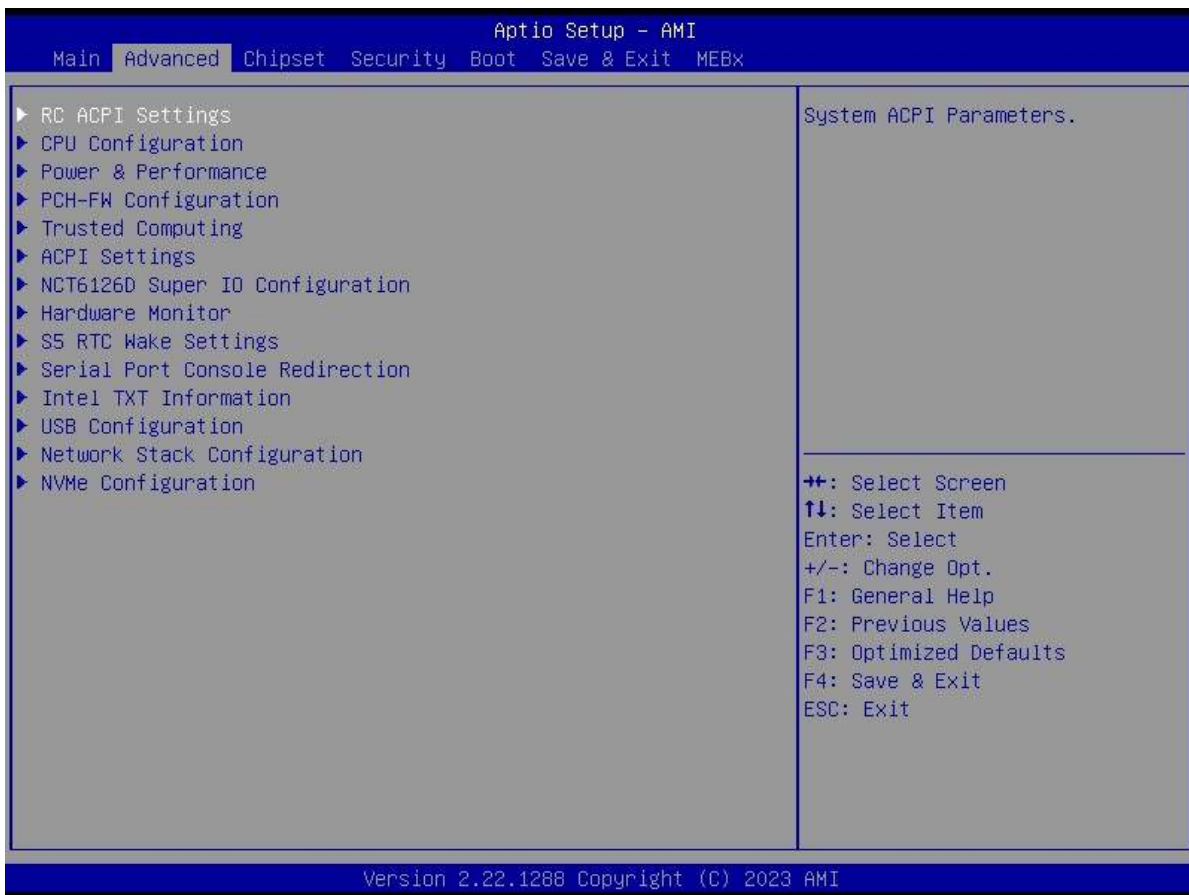 Aptio Setup - AMI
Main Advanced Chipset Security Boot Save & Exit MEBx
▶ RC ACPI Settings
▶ CPU Configuration
▶ Power & Performance
▶ PCH-FW Configuration
▶ Trusted Computing
▶ ACPI Settings
▶ NCT6126D Super IO Configuration
▶ Hardware Monitor
▶ S5 RTC Wake Settings
▶ Serial Port Console Redirection
▶ Intel TXT Information
▶ USB Configuration
▶ Network Stack Configuration
▶ NVMe Configuration
System ACPI Parameters.
→←: Select Screen
↑↓: Select Item
Enter: Select
+/-: Change Opt.
F1: General Help
F2: Previous Values
F3: Optimized Defaults
F4: Save & Exit
ESC: Exit
Version 2.22.1288 Copyright (C) 2023 AMI